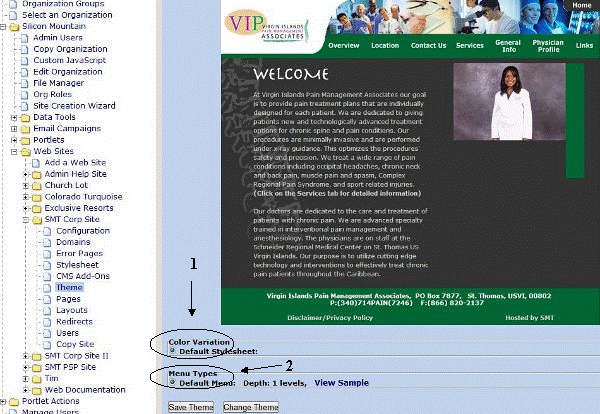 Organization Groups
Select an Organization
Silicon Mountain
Admin Users
Copy Organization
Custom JavaScript
Edit Organization
File Manager
Org Roles
Site Creation Wizard
Data Tools
Email Campaigns
Portlets
Web Sites
Add a Web Site
Admin Help Site
Church Lot
Colorado Turquoise
Exclusive Resorts
SMT Corp Site
Configuration
Domains
Error Pages
Stylesheet
CMS Add-Ons
Theme
Pages
Layouts
Redirects
Users
Copy Site
SMT Corp Site II
SMT PSP Site
Tim
Web Documentation
Portlet Actions
Manage Users
Home
VIP VIRGIN ISLANDS
PAIN MANAGEMENT
ASSOCIATES
Overview Location Contact Us Services General Info Physician Profile Links
WELCOME
At Virgin Islands Pain Management Associates our goal
is to provide pain treatment plans that are individually
designed for each patient. We are dedicated to giving
patients new and technologically advanced treatment
options for chronic spine and pain conditions. Our
procedures are minimally invasive and are performed
under x-ray guidance. This optimizes the procedures
safety and precision. We treat a wide range of pain
conditions including occipital headaches, chronic neck
and back pain, muscle pain and spasm, Complex
Regional Pain Syndrome, and sport related injuries.
(Click on the Services tab for detailed information)
Our doctors are dedicated to the care and treatment of
patients with chronic pain. We are advanced specialty
trained in interventional pain management and
anesthesiology. The physicians are on staff at the
Schneider Regional Medical Center on St. Thomas US
Virgin Islands. Our purpose is to utilize cutting edge
technology and interventions to effectively treat chronic
pain patients throughout the Caribbean.
Virgin Islands Pain Management Associates, PO Box 7877, St. Thomas, USVI, 00802
P:(340)714PAIN(7246) F:(866) 820-2137
Disclaimer/Privacy Policy Hosted by SMT
1
Color Variation
Default Stylesheet:
2
Menu Types
Default Menu: Depth: 1 levels, View Sample
Save Theme Change Theme